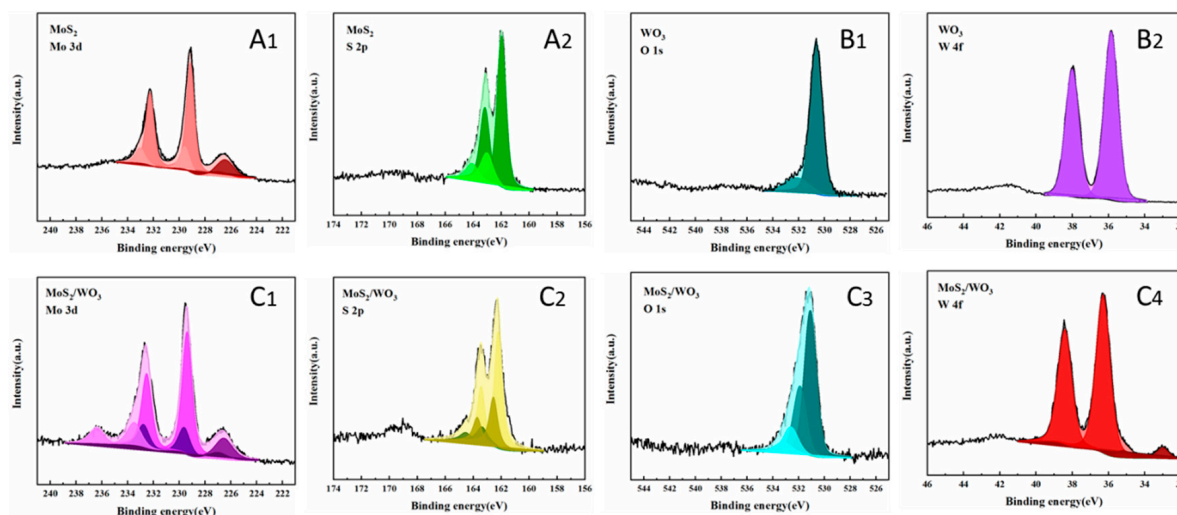 MoS2
Mo 3d
A1
Intensity(a.u.)
240 238 236 234 232 230 228 226 224 222
Binding energy(eV)
MoS2
S 2p
A2
Intensity(a.u.)
174 172 170 168 166 164 162 160 158 156
Binding energy(eV)
WO3
O 1s
B1
Intensity(a.u.)
544 542 540 538 536 534 532 530 528 526
Binding energy(eV)
WO3
W 4f
B2
Intensity(a.u.)
46 44 42 40 38 36 34
Binding energy(eV)
MoS2/WO3
Mo 3d
C1
Intensity(a.u.)
240 238 236 234 232 230 228 226 224 222
Binding energy(eV)
MoS2/WO3
S 2p
C2
Intensity(a.u.)
174 172 170 168 166 164 162 160 158 156
Binding energy(eV)
MoS2/WO3
O 1s
C3
Intensity(a.u.)
544 542 540 538 536 534 532 530 528 526
Binding energy(eV)
MoS2/WO3
W 4f
C4
Intensity(a.u.)
46 44 42 40 38 36 34
Binding energy(eV)